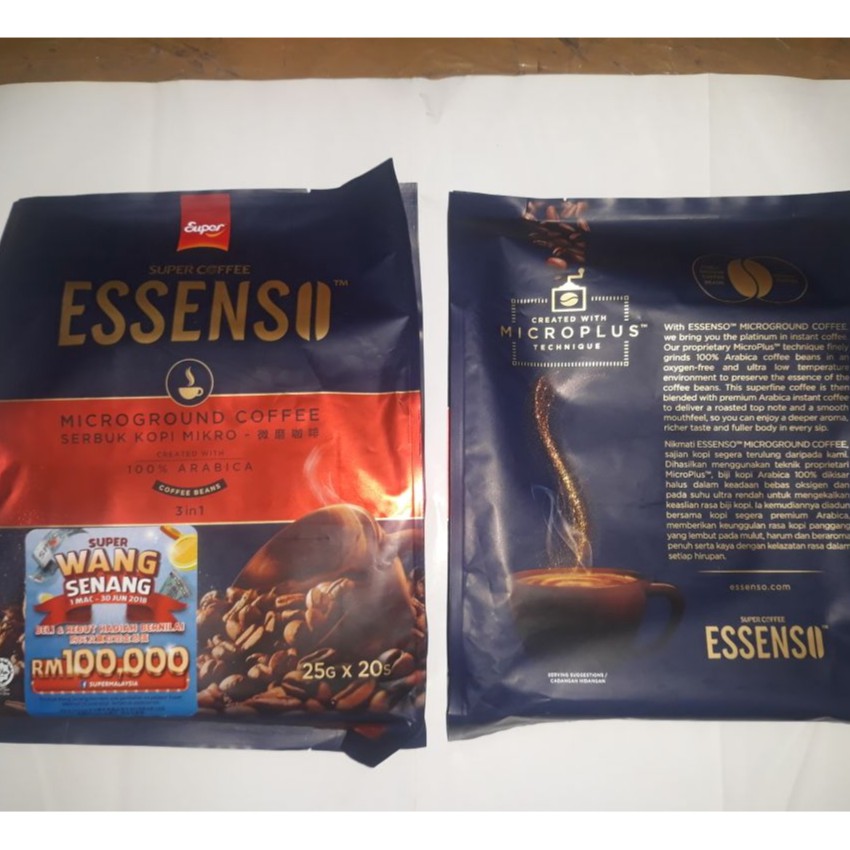 Super
SUPER COFFEE
ESSENSO™
MICROGROUND COFFEE
SERBUK KOPI MIKRO • 微磨咖啡
CREATED WITH
100% ARABICA
COFFEE BEANS
3in1
SUPER
WANG
SENANG
1 MAC - 30 JUN 2018
BELI & REBUT HADIAH BERNILAI
RM100,000
SUPERMALAYSIA
25G X 20S
CREATED WITH
MICROPLUS™
TECHNIQUE
With ESSENSO™ MICROGROUND COFFEE,
we bring you the platinum in instant coffee.
Our proprietary MicroPlus™ technique finely
grinds 100% Arabica coffee beans in an
oxygen-free and ultra low temperature
environment to preserve the essence of the
coffee beans. This superfine coffee is then
blended with premium Arabica instant coffee
to deliver a roasted top note and a smooth
mouthfeel, so you can enjoy a deeper aroma,
richer taste and fuller body in every sip.
Nikmati ESSENSO™ MICROGROUND COFFEE,
sajian kopi segera terulung daripada kami.
Dihasilkan menggunakan teknik proprietari
MicroPlus™, biji kopi Arabica 100% dikisar
halus dalam keadaan bebas oksigen dan
pada suhu ultra rendah untuk mengekalkan
keaslian rasa biji kopi. Ia kemudiannya diadun
bersama kopi segera premium Arabica,
memberikan keunggulan rasa kopi panggang
yang lembut pada mulut, harum dan beraroma
penuh serta kaya dengan kelazatan rasa dalam
setiap hirupan.
essenso.com
SUPER COFFEE
ESSENSO™
SERVING SUGGESTIONS /
CADANGAN HIDANGAN